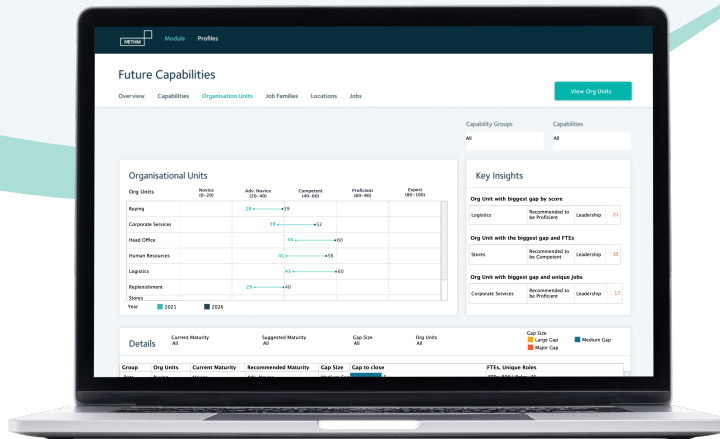 FÆTHM
Module Profiles
Future Capabilities
View Org Units
Overview Capabilities Organisation Units Job Families Locations Jobs
Capability Groups Capabilities
All All
Organisational Units
Org Units Novice (0-20) Adv. Novice (20-40) Competent (40-60) Proficient (60-80) Expert (80-100)
Buying 28 39
Corporate Services 38 52
Head Office 44 60
Human Resources 41 56
Logistics 43 60
Replenishment 29 40
Stores
Year 2021 2026
Key Insights
Org Unit with biggest gap by score
Logistics Recommended to be Proficient Leadership 21
Org Unit with the biggest gap and FTEs
Stores Recommended to be Competent Leadership 15
Org Unit with biggest gap and unique jobs
Corporate Services Recommended to be Proficient Leadership 17
Details
Current Maturity Suggested Maturity Gap Size Org Units
All All All All
Gap Size
Large Gap Medium Gap
Major Gap
Group Org Units Current Maturity Recommended Maturity Gap Size Gap to close FTEs, Unique Roles